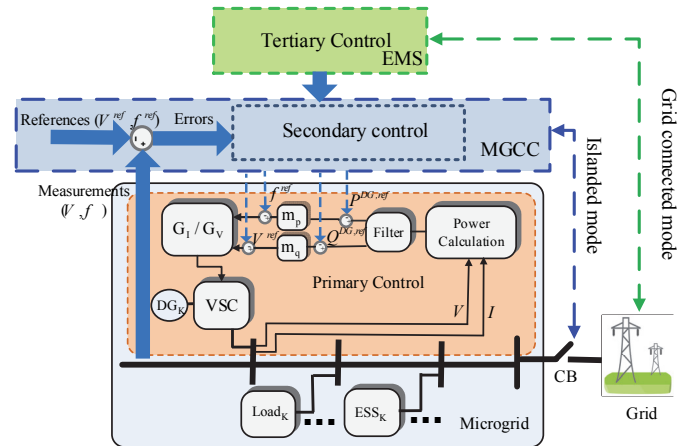 Tertiary Control
EMS
References (V ref, f ref)
Errors
Secondary control
MGCC
Measurements
(V, f )
f ref
P DG,ref
G_I / G_V
m_p
V ref
m_q
Q DG,ref
Filter
Power
Calculation
Primary Control
DG_K
VSC
V
I
Load_K
ESS_K
Microgrid
CB
Grid
Islanded mode
Grid connected mode